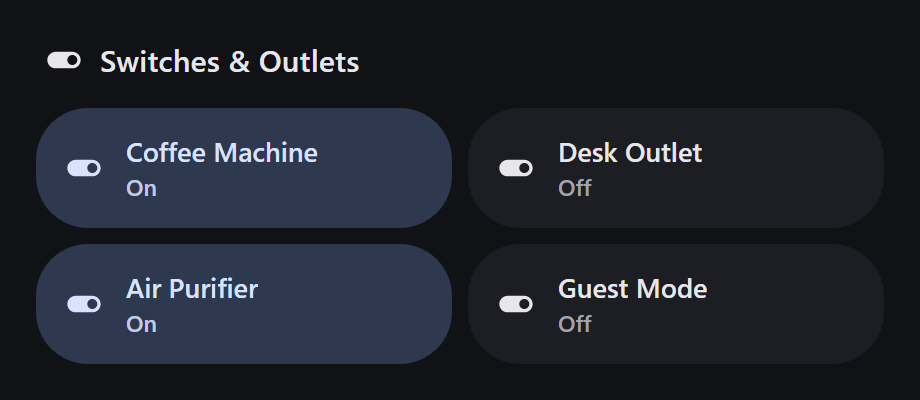 Switches & Outlets
Coffee Machine
On
Desk Outlet
Off
Air Purifier
On
Guest Mode
Off